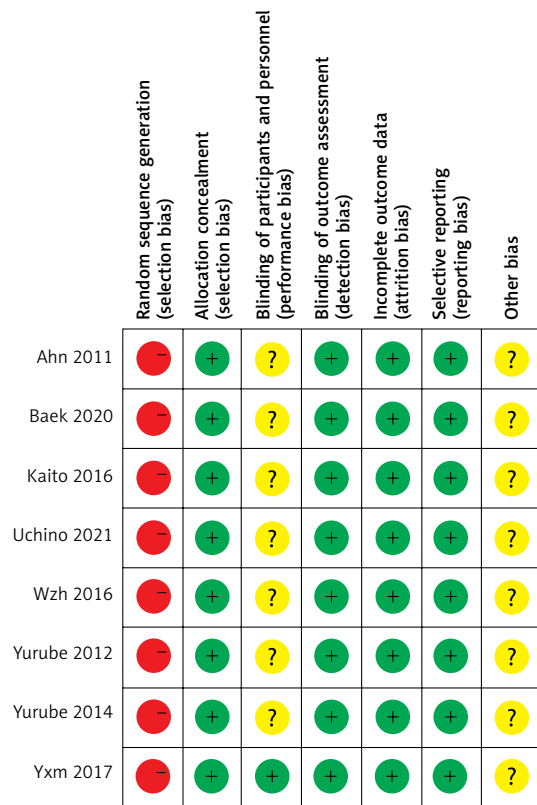 Random sequence generation
(selection bias)
Allocation concealment
(selection bias)
Blinding of participants and personnel
(performance bias)
Blinding of outcome assessment
(detection bias)
Incomplete outcome data
(attrition bias)
Selective reporting
(reporting bias)
Other bias
Ahn 2011 − + ? + + + ?
Baek 2020 − + ? + + + ?
Kaito 2016 − + ? + + + ?
Uchino 2021 − + ? + + + ?
Wzh 2016 − + ? + + + ?
Yurube 2012 − + ? + + + ?
Yurube 2014 − + ? + + + ?
Yxm 2017 − + + + + + ?